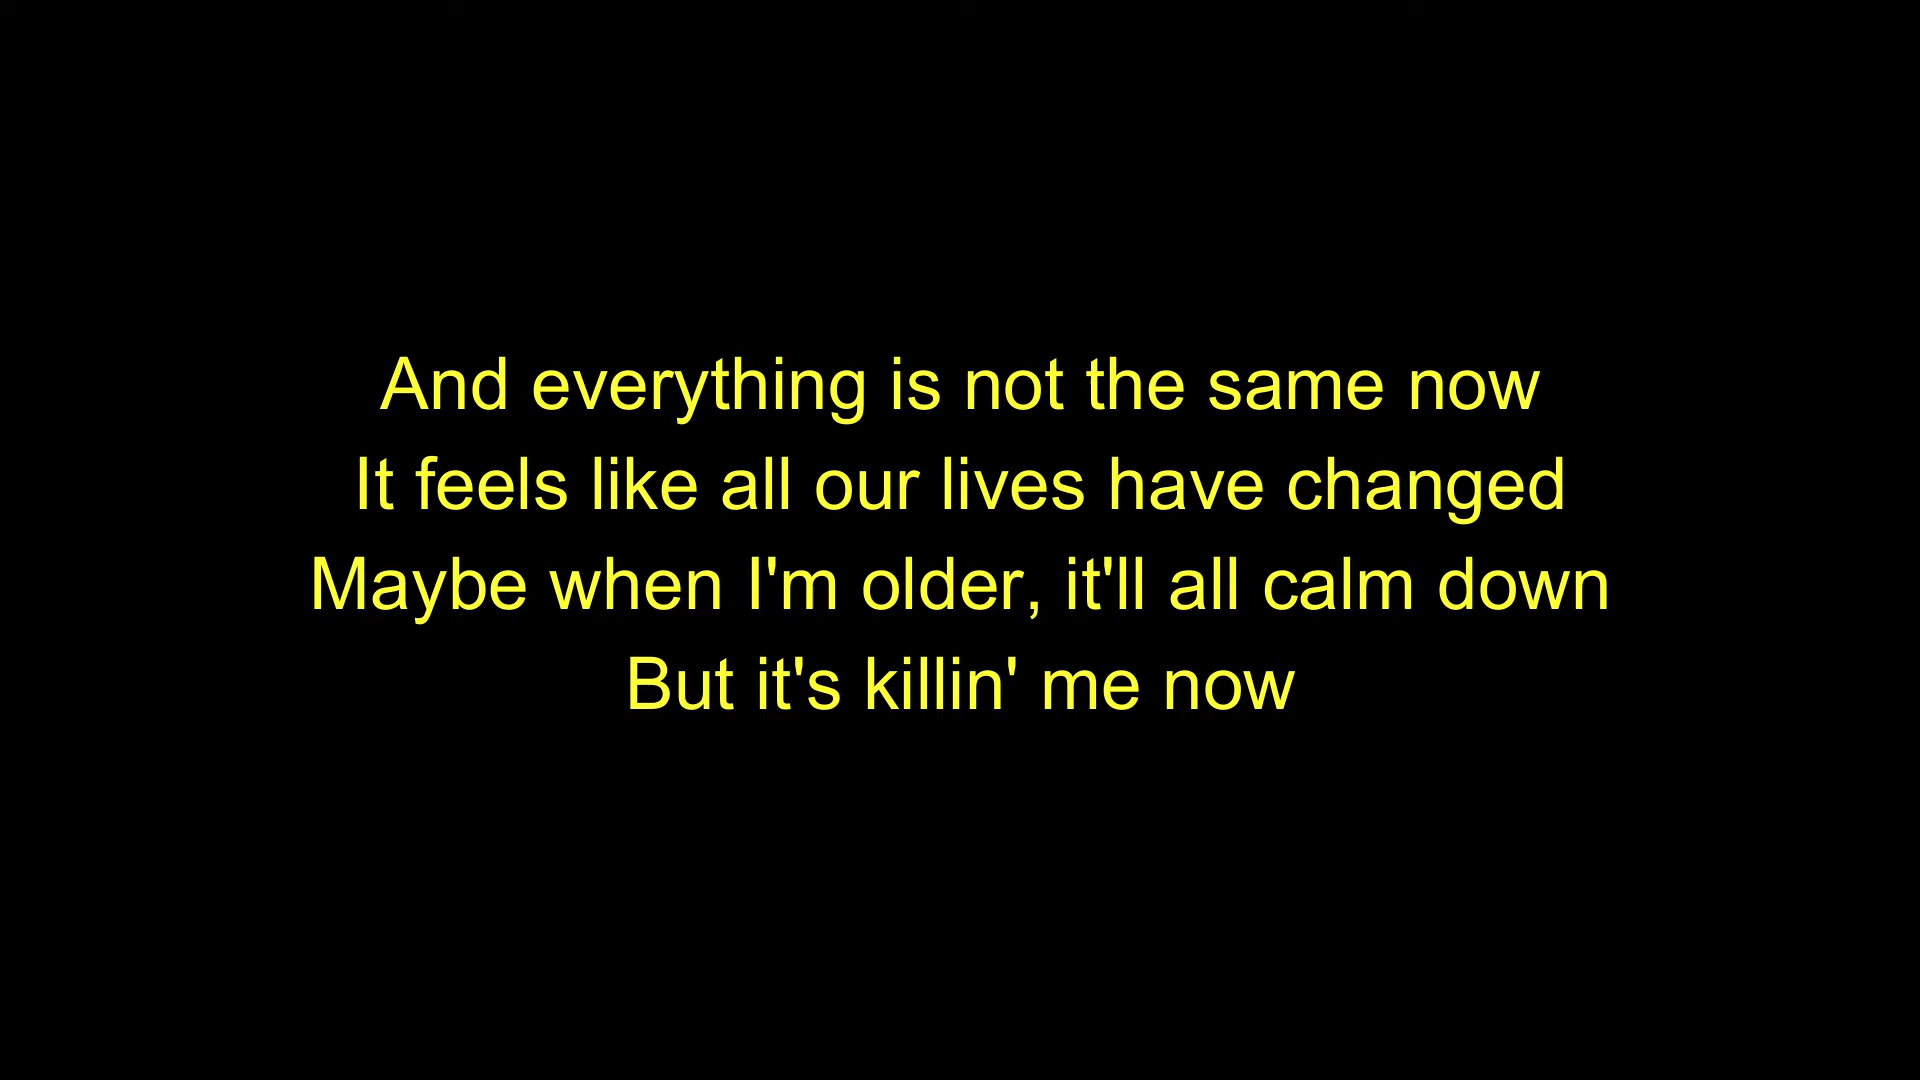 And everything is not the same now
It feels like all our lives have changed
Maybe when I'm older, it'll all calm down
But it's killin' me now